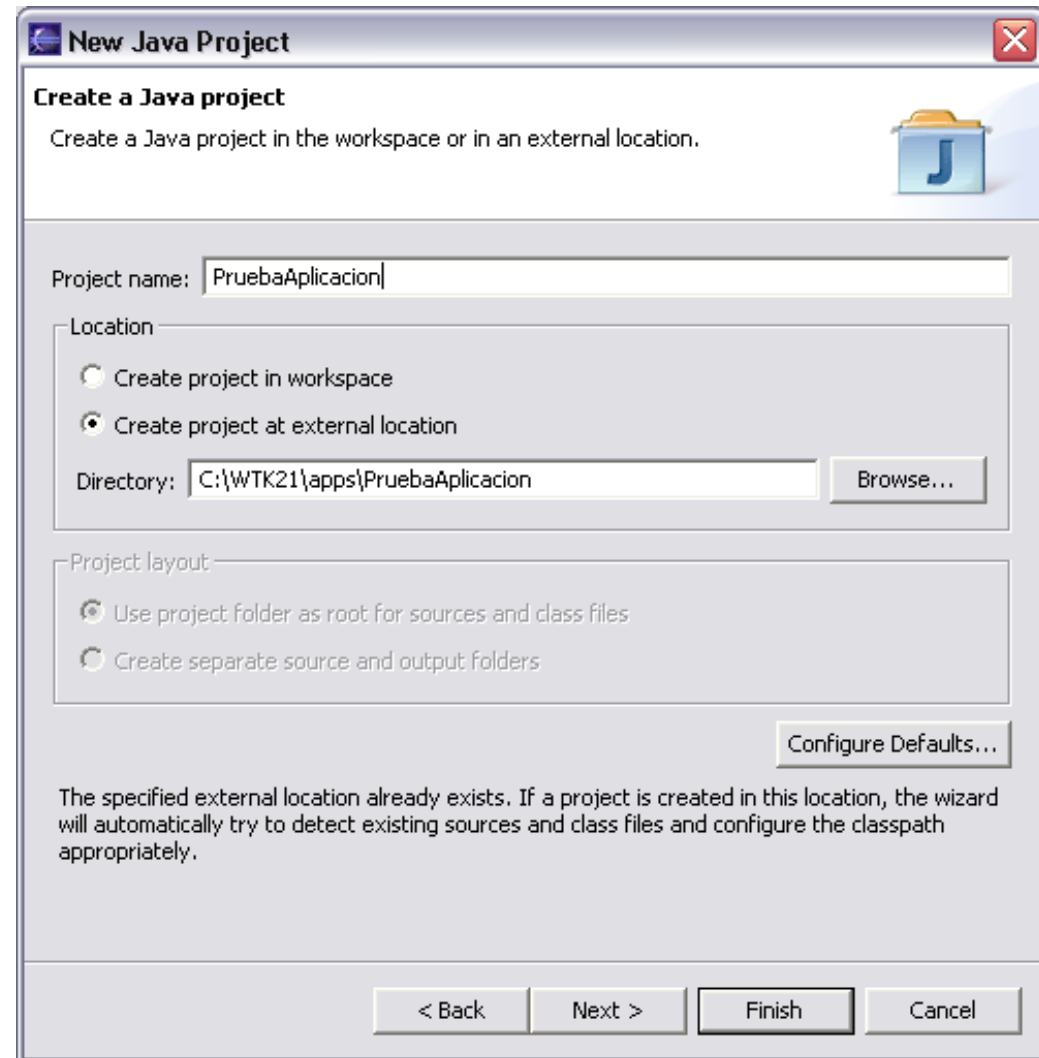 New Java Project
Create a Java project
Create a Java project in the workspace or in an external location.
J
Project name: PruebaAplicacion
Location
Create project in workspace
Create project at external location
Directory: C:\WTK21\apps\PruebaAplicacion Browse...
Project layout
Use project folder as root for sources and class files
Create separate source and output folders
Configure Defaults...
The specified external location already exists. If a project is created in this location, the wizard
will automatically try to detect existing sources and class files and configure the classpath
appropriately.
< Back Next > Finish Cancel